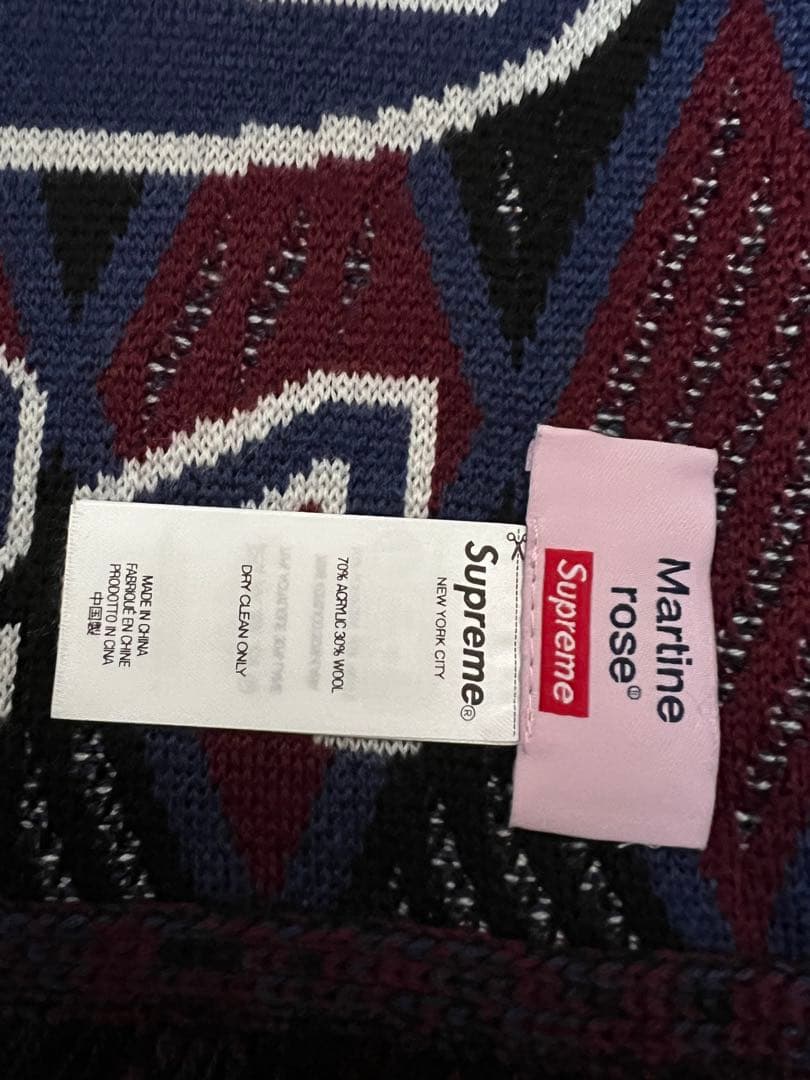 Martine
rose®
Supreme
Supreme®
NEW YORK CITY
70% ACRYLIC 30% WOOL
DRY CLEAN ONLY
MADE IN CHINA
FABRIQUÉ EN CHINE
PRODOTTO IN CINA
中国製